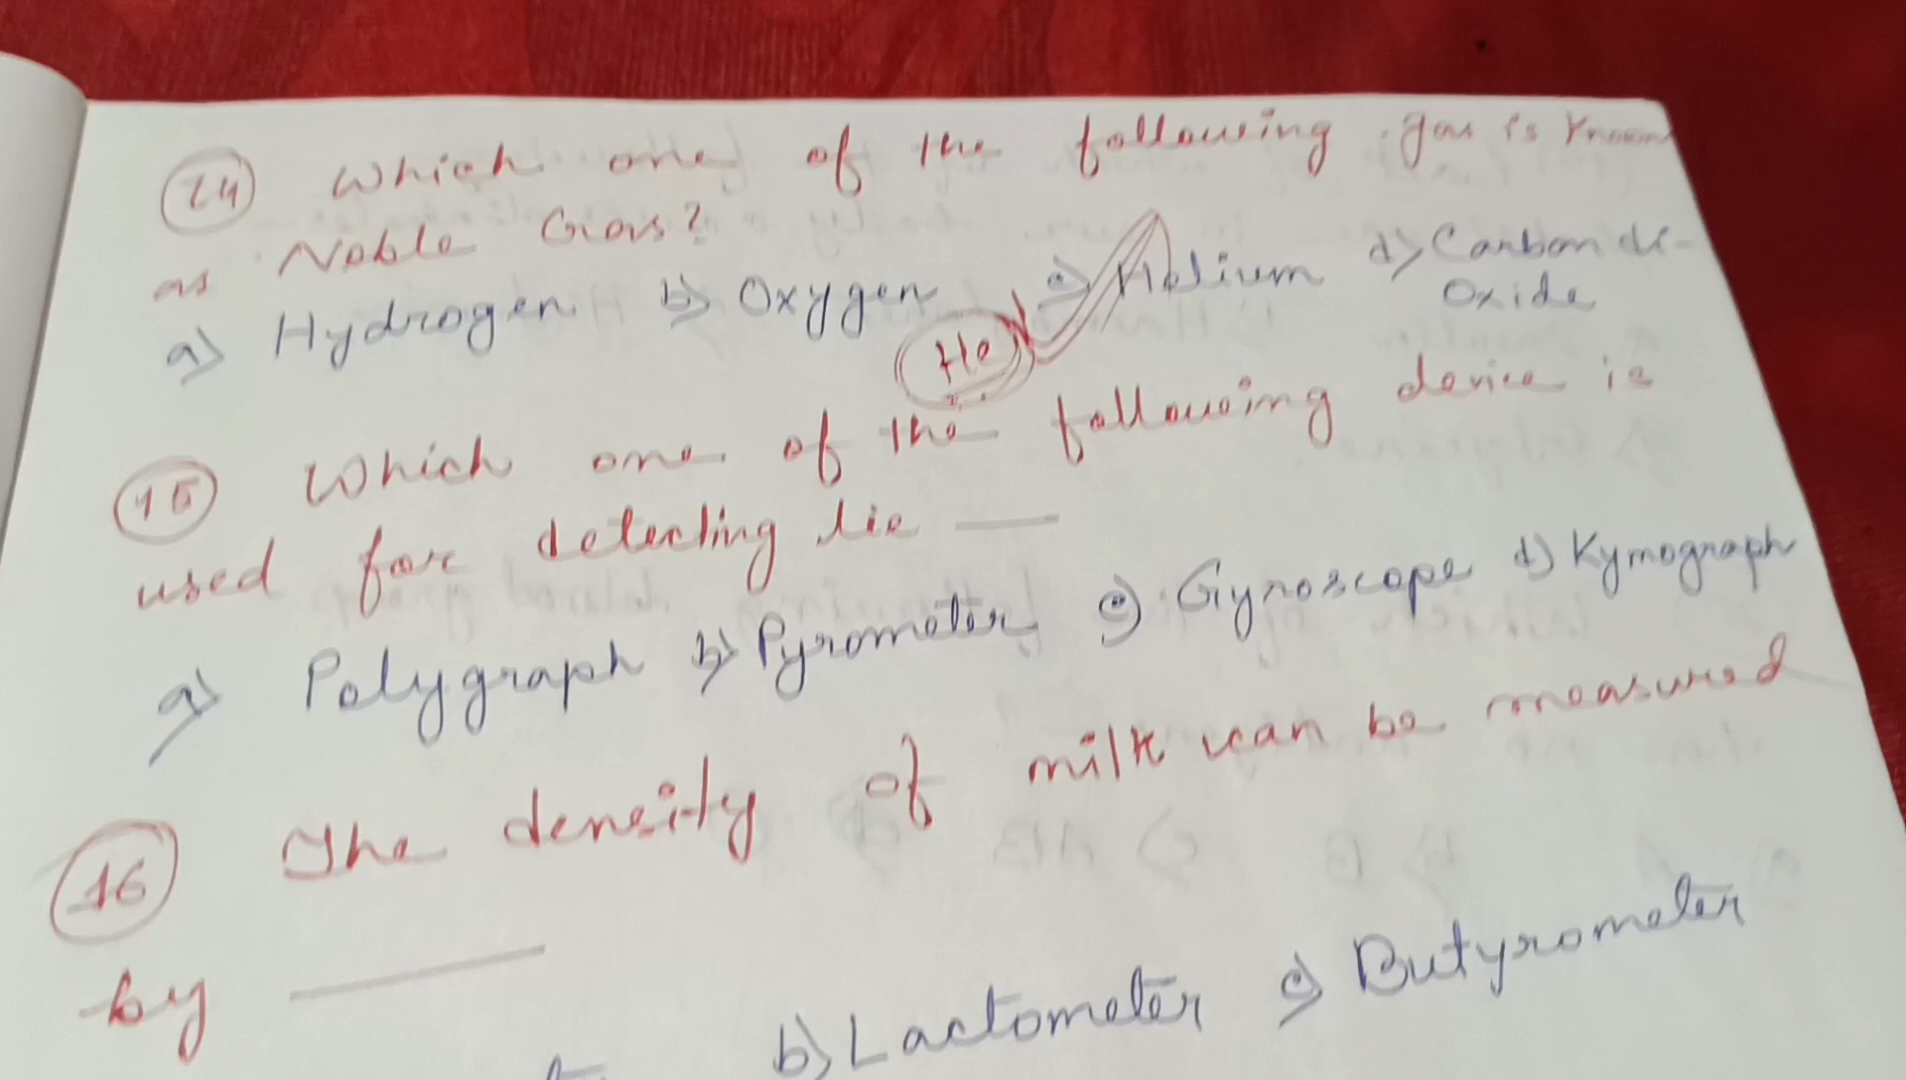 14 Which one of the following gas is known
as Noble Gas?
a) Hydrogen b) Oxygen c) Helium d) Carbon di-
Oxide
He
15 Which one of the following device is
used for detecting lie —
a) Polygraph b) Pyrometer c) Gyroscope d) Kymograph
16 The density of milk can be measured
by —
b) Lactometer c) Butyrometer